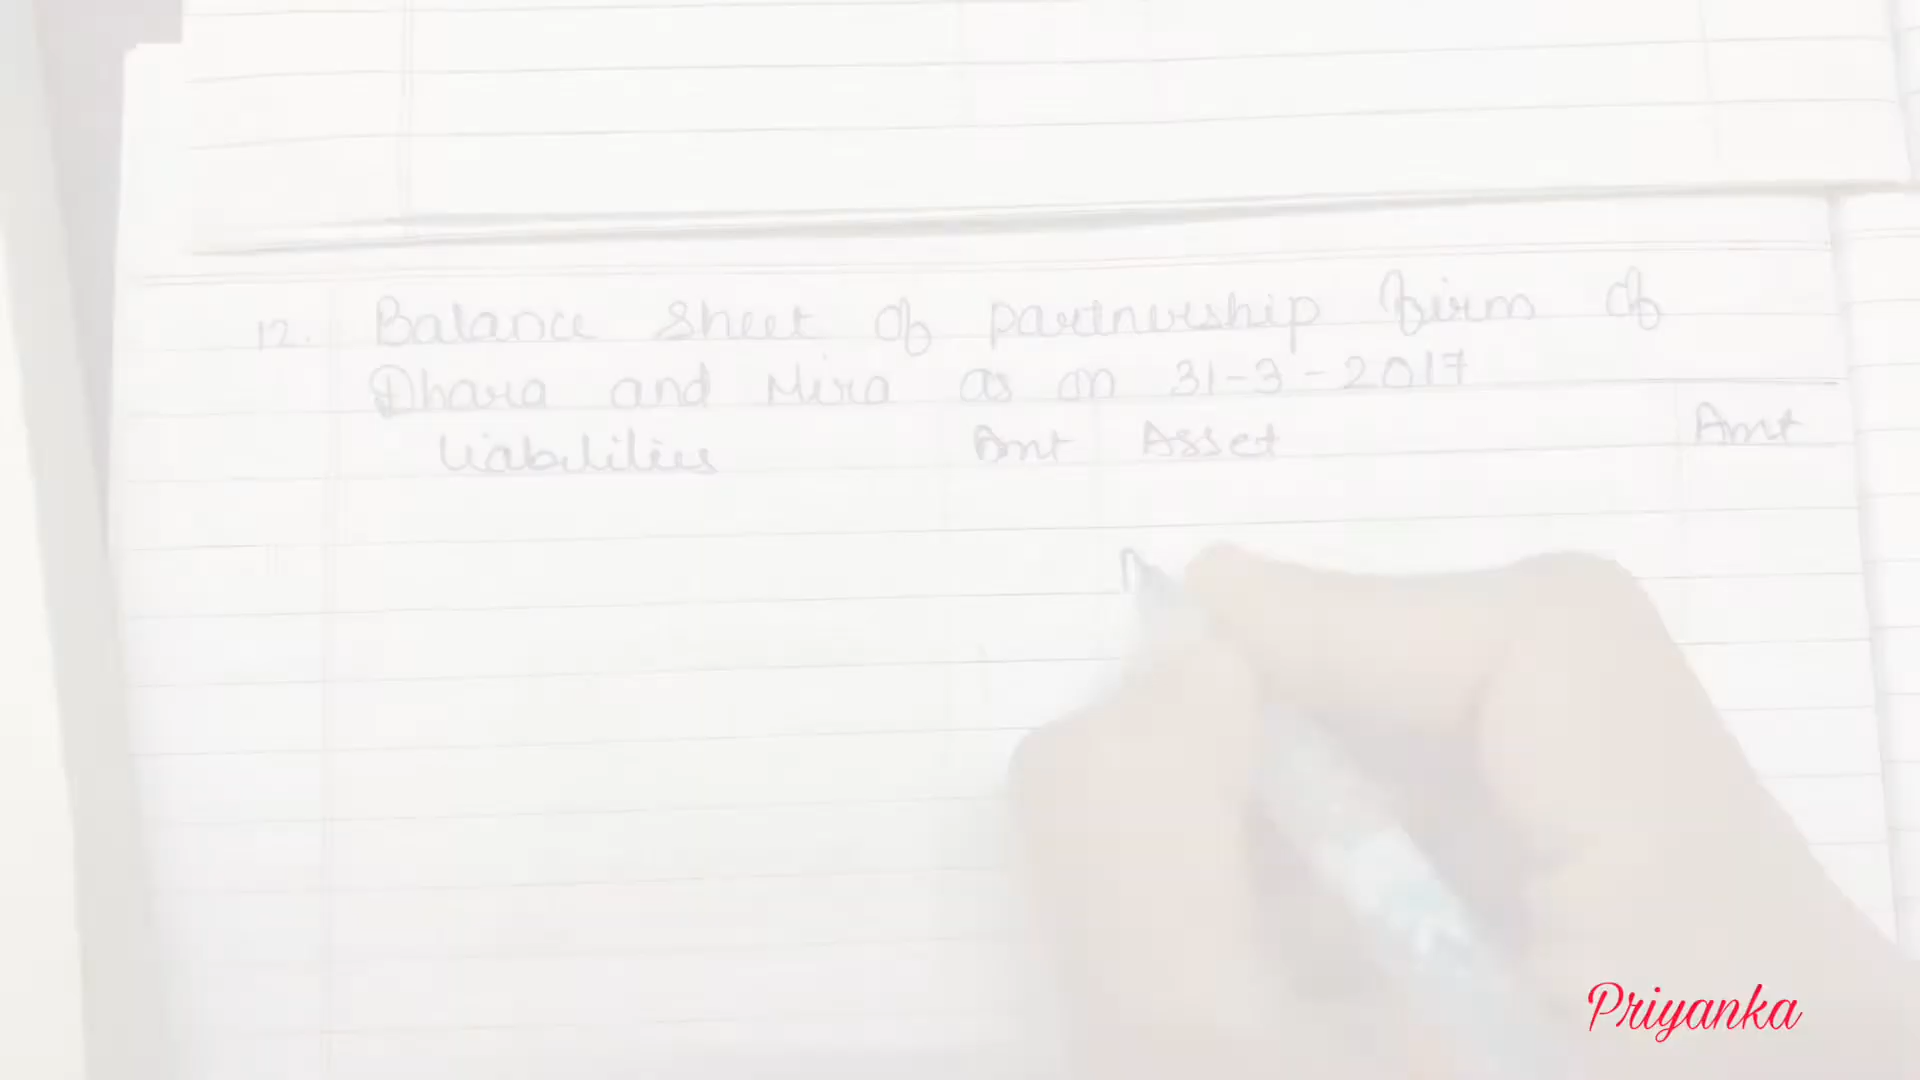 12. Balance Sheet of partnership firm of
Dhara and Mira as on 31-3-2017
Liabilities Amt Asset Amt
Priyanka